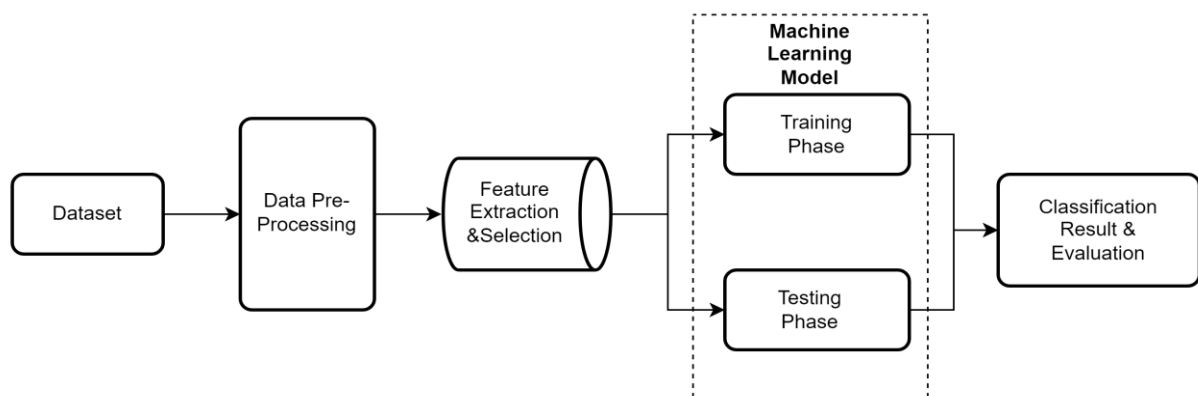 Dataset
Data Pre-
Processing
Feature
Extraction
&Selection
Machine
Learning
Model
Training
Phase
Testing
Phase
Classification
Result &
Evaluation